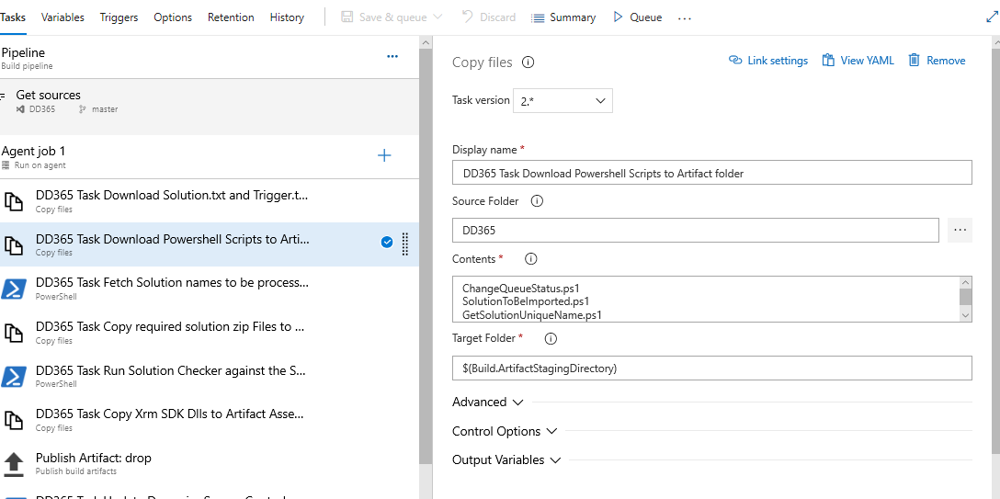 Tasks Variables Triggers Options Retention History Save & queue Discard Summary Queue ...
Pipeline
Build pipeline
Get sources
DD365 master
Agent job 1
Run on agent
DD365 Task Download Solution.txt and Trigger.t...
Copy files
DD365 Task Download Powershell Scripts to Arti...
Copy files
DD365 Task Fetch Solution names to be process...
PowerShell
DD365 Task Copy required solution zip Files to ...
Copy files
DD365 Task Run Solution Checker against the S...
PowerShell
DD365 Task Copy Xrm SDK Dlls to Artifact Asse...
Copy files
Publish Artifact: drop
Publish build artifacts
Copy files Link settings View YAML Remove
Task version 2.*
Display name *
DD365 Task Download Powershell Scripts to Artifact folder
Source Folder
DD365
Contents *
ChangeQueueStatus.ps1
SolutionToBeImported.ps1
GetSolutionUniqueName.ps1
Target Folder *
$(Build.ArtifactStagingDirectory)
Advanced
Control Options
Output Variables